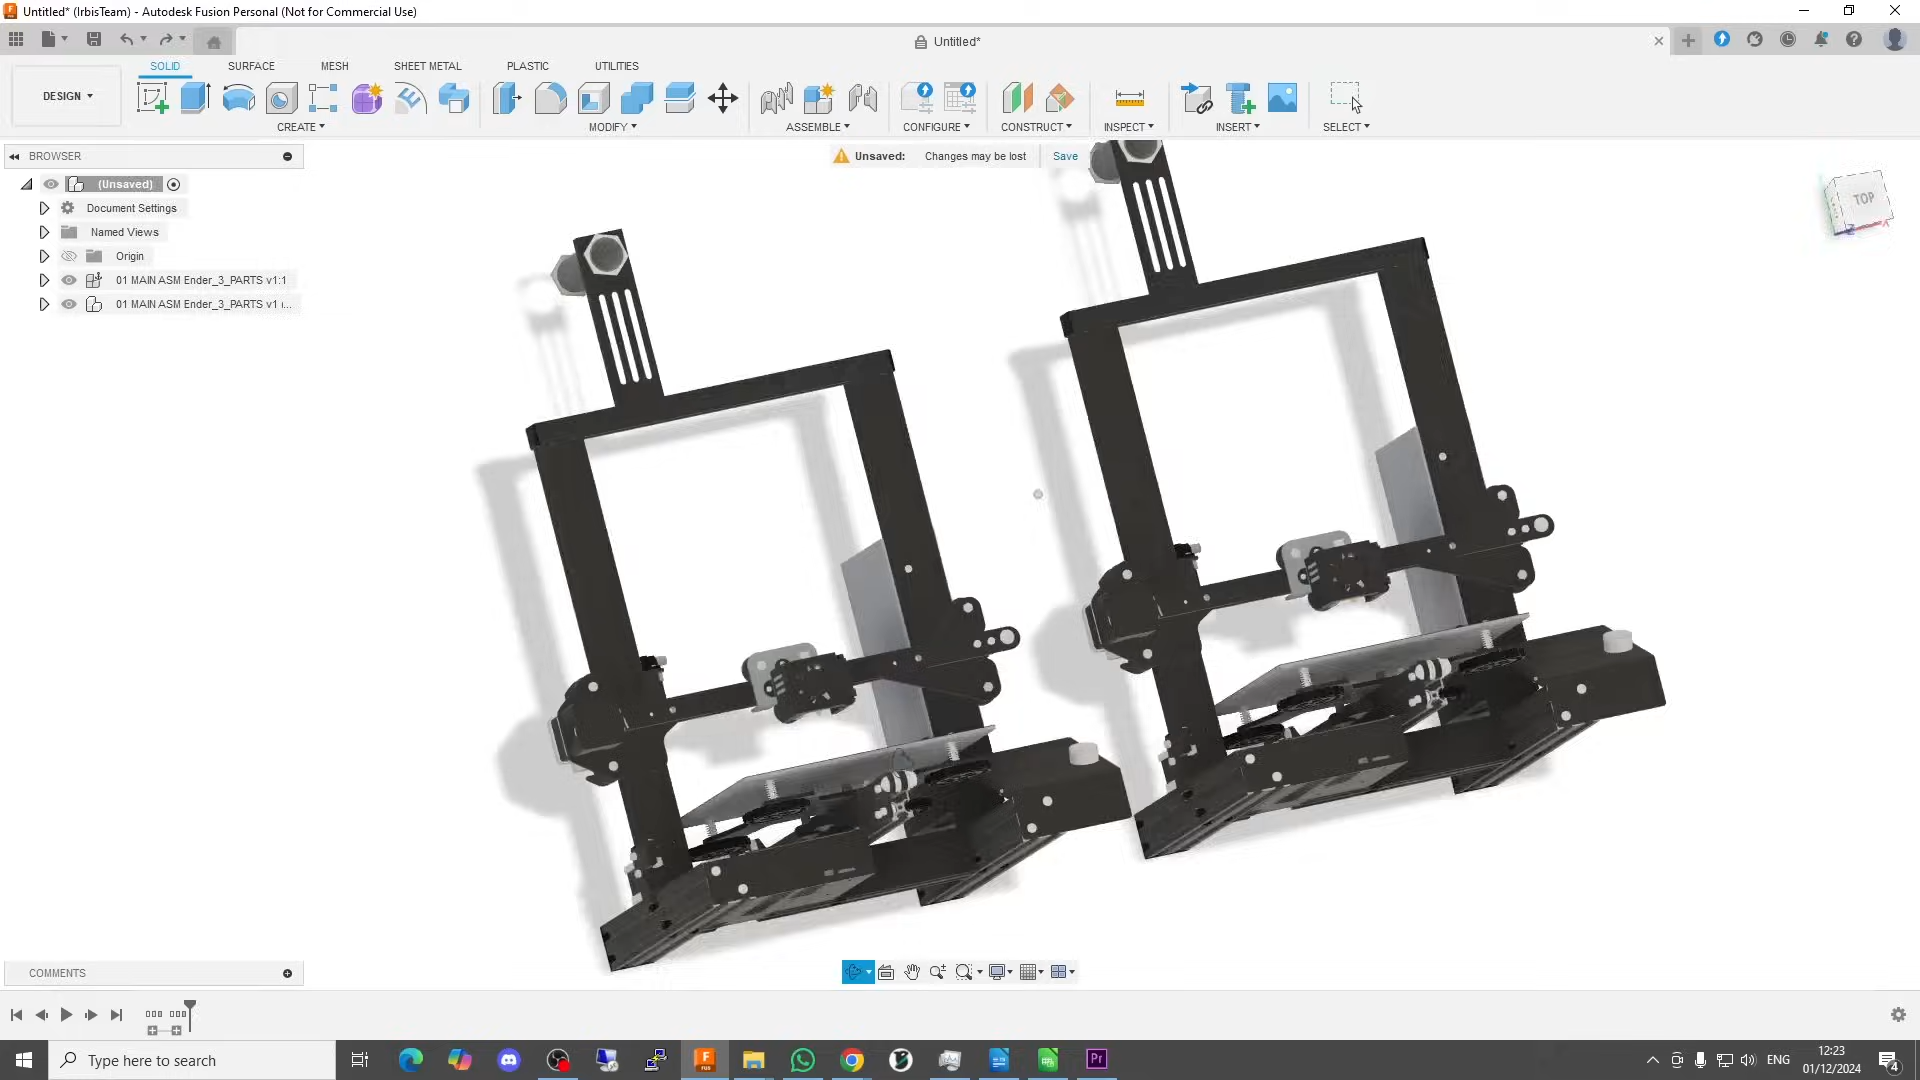 Untitled* (IrbisTeam) - Autodesk Fusion Personal (Not for Commercial Use)
Untitled*
SOLID SURFACE MESH SHEET METAL PLASTIC UTILITIES
DESIGN
CREATE MODIFY ASSEMBLE CONFIGURE CONSTRUCT INSPECT INSERT SELECT
BROWSER
Unsaved: Changes may be lost Save
(Unsaved)
Document Settings
Named Views
Origin
01 MAIN ASM Ender_3_PARTS v1:1
01 MAIN ASM Ender_3_PARTS v1 (...
TOP
COMMENTS
Type here to search
F
FUS
Pr
ENG
12:23
01/12/2024
4